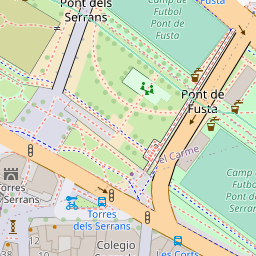 Pont dels
Serrans
Camp de
Futbol
Pont de
Fusta
Fusta
Pont de
Fusta
el Carme
Camp de
Futbol
Pont de
Fusta
Torres
Serrans
Torres
dels Serrans
Les Corts
Colegio
12
10